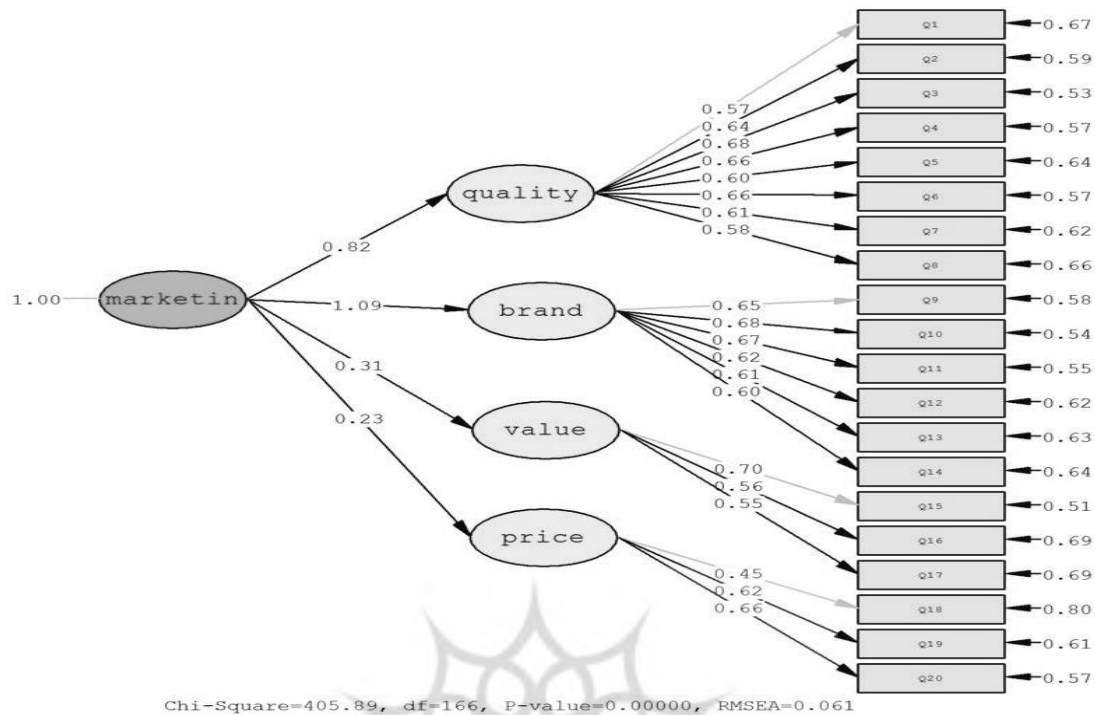 Q1 0.67
Q2 0.59
Q3 0.53
0.57
Q4 0.57
0.64
0.68
Q5 0.64
0.66
0.60
quality
Q6 0.57
0.66
0.61
Q7 0.62
0.58
0.82
Q8 0.66
1.00 marketin
Q9 0.58
1.09
brand
0.65
Q10 0.54
0.68
0.67
Q11 0.55
0.62
0.61
0.60
0.31
Q12 0.62
0.23
value
Q13 0.63
0.70
Q14 0.64
0.56
0.55
Q15 0.51
price
Q16 0.69
0.45
Q17 0.69
0.62
0.66
Q18 0.80
Q19 0.61
Q20 0.57
Chi-Square=405.89, df=166, P-value=0.00000, RMSEA=0.061